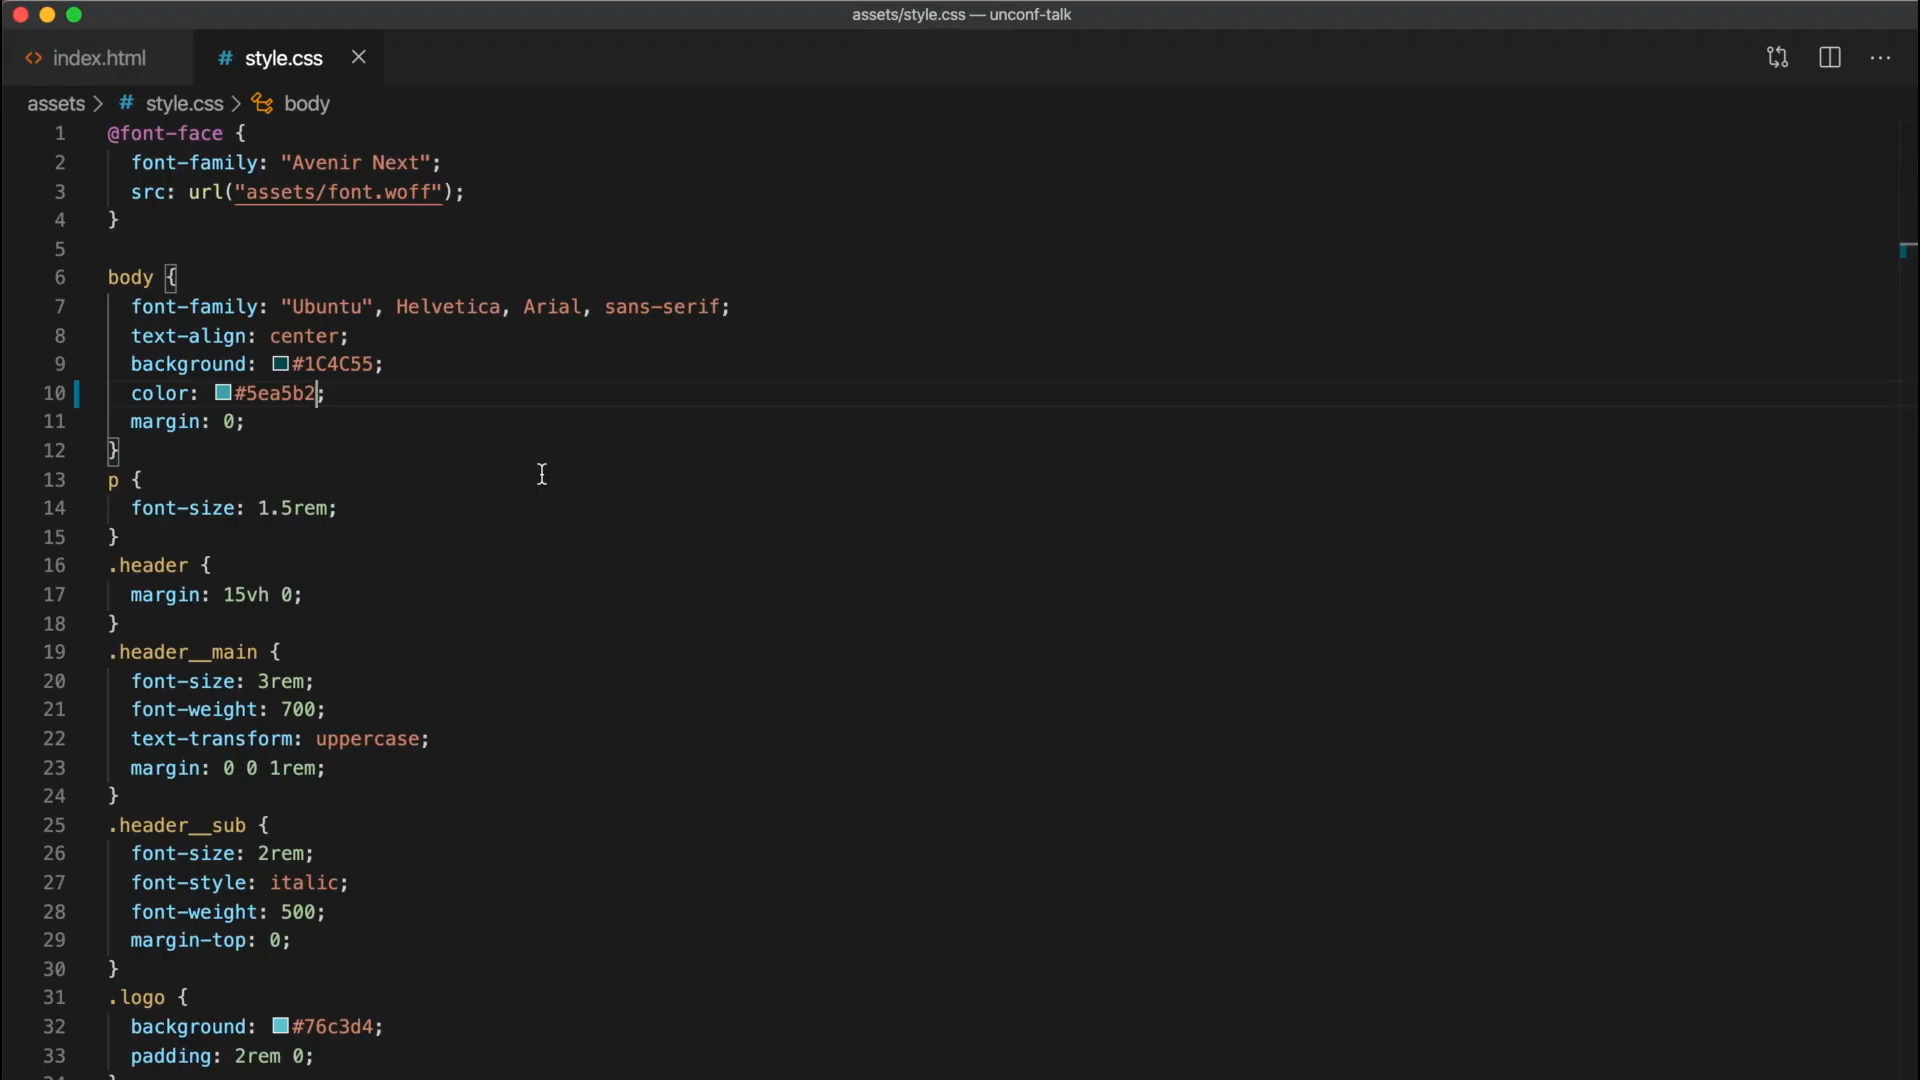 assets/style.css — unconf-talk
index.html
# style.css
assets > # style.css > body
1 @font-face {
2 font-family: "Avenir Next";
3 src: url("assets/font.woff");
4 }
5
6 body {
7 font-family: "Ubuntu", Helvetica, Arial, sans-serif;
8 text-align: center;
9 background: #1C4C55;
10 color: #5ea5b2;
11 margin: 0;
12 }
13 p {
14 font-size: 1.5rem;
15 }
16 .header {
17 margin: 15vh 0;
18 }
19 .header__main {
20 font-size: 3rem;
21 font-weight: 700;
22 text-transform: uppercase;
23 margin: 0 0 1rem;
24 }
25 .header__sub {
26 font-size: 2rem;
27 font-style: italic;
28 font-weight: 500;
29 margin-top: 0;
30 }
31 .logo {
32 background: #76c3d4;
33 padding: 2rem 0;